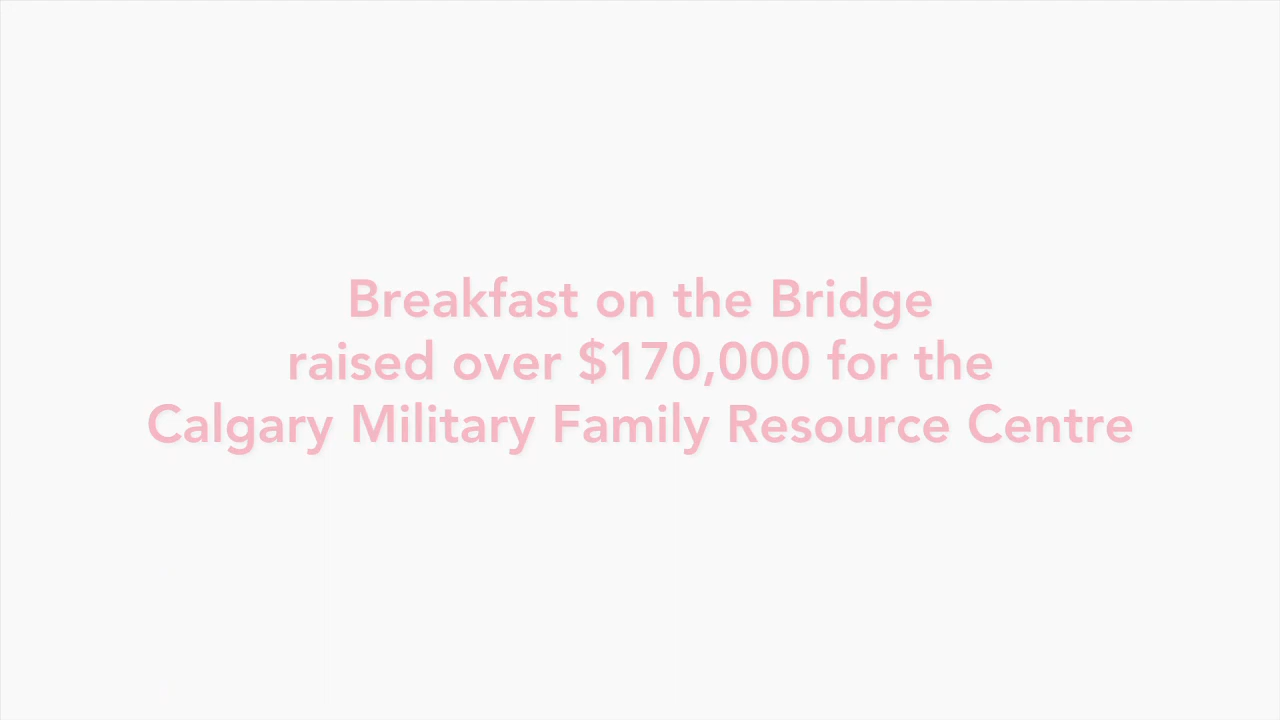 Breakfast on the Bridge
raised over $170,000 for the
Calgary Military Family Resource Centre